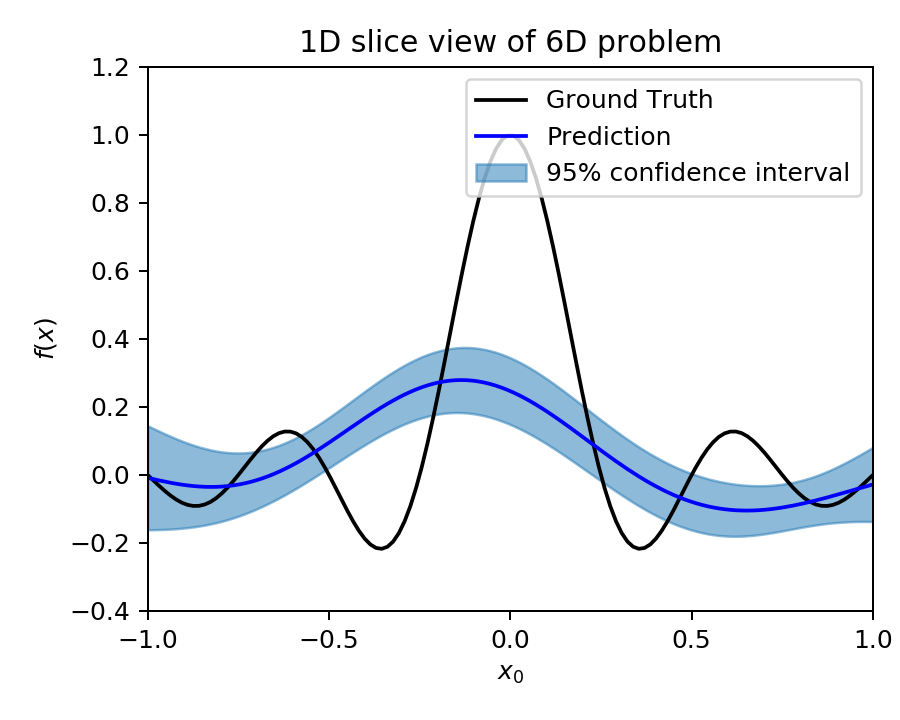 1D slice view of 6D problem
1.2
1.0
0.8
0.6
0.4
0.2
0.0
−0.2
−0.4
f(x)
Ground Truth
Prediction
95% confidence interval
−1.0 −0.5 0.0 0.5 1.0
x₀